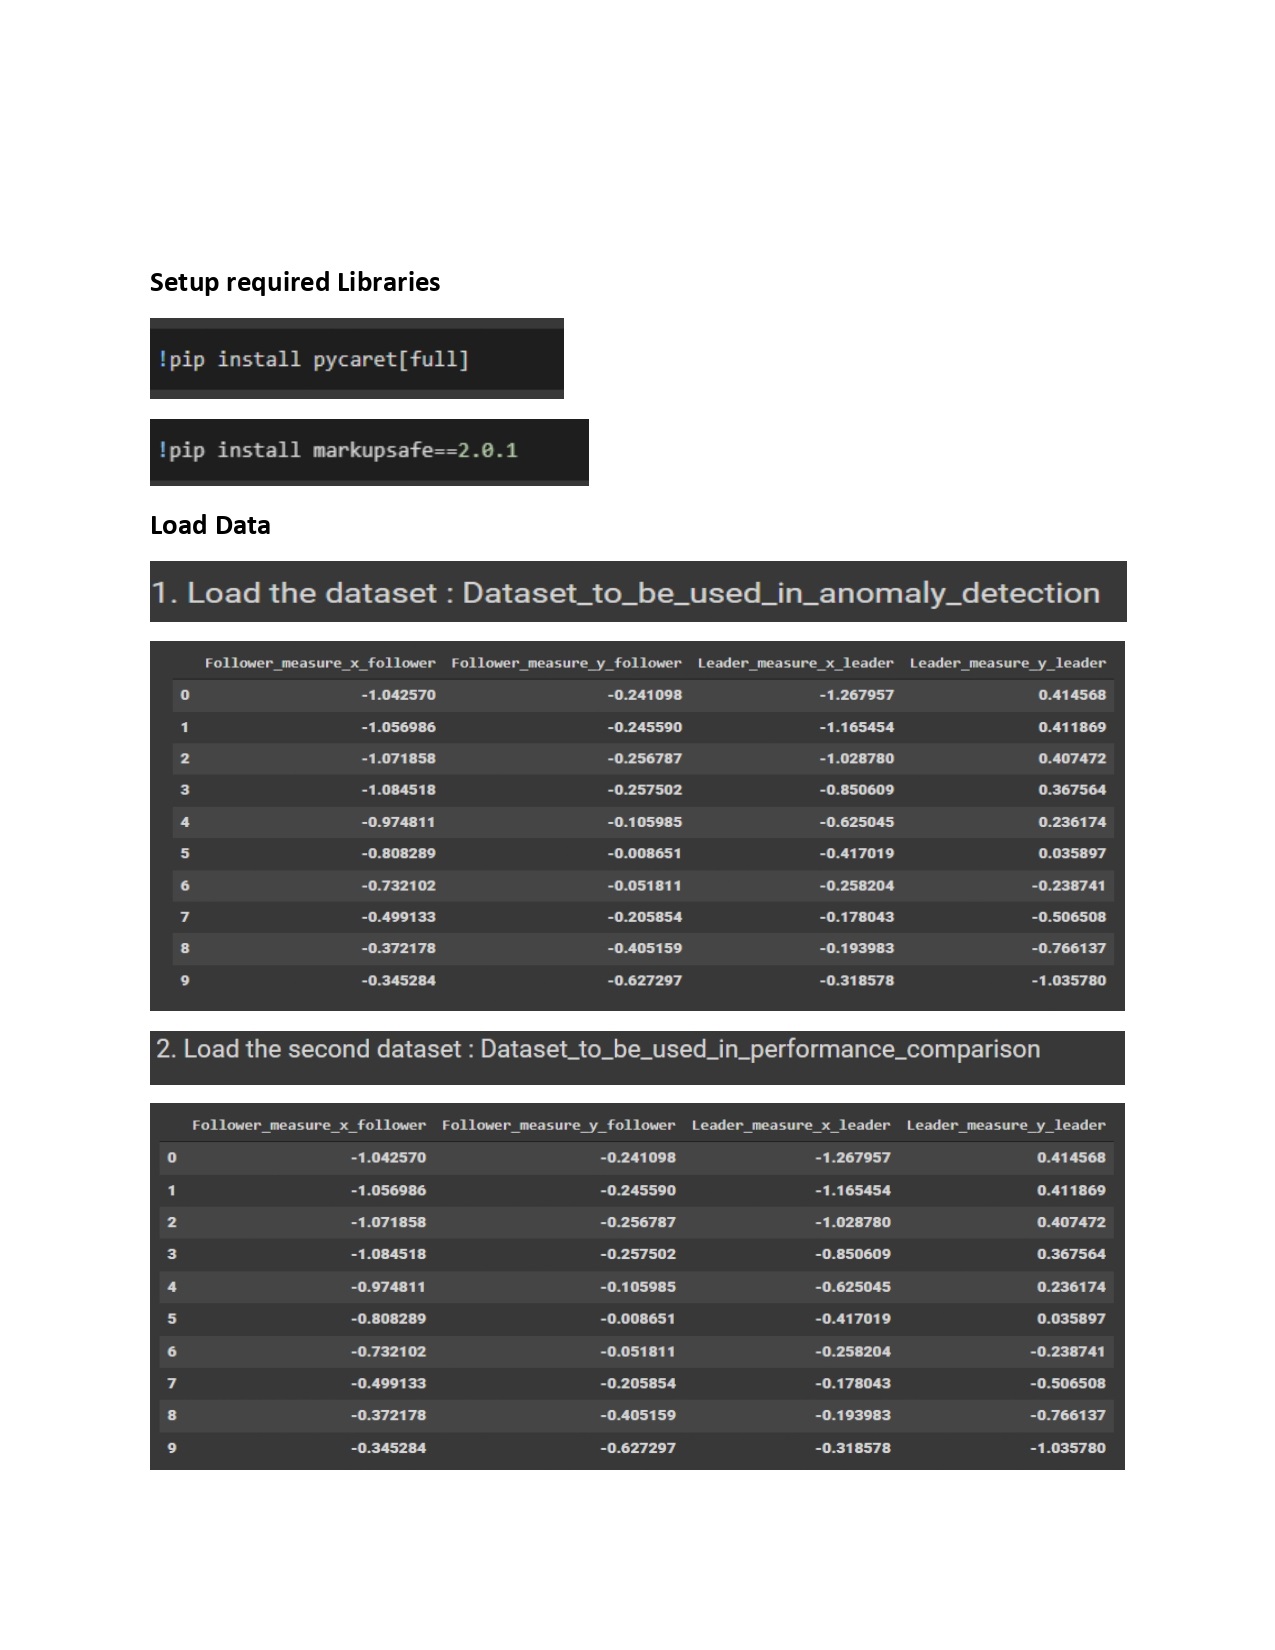 Setup required Libraries
!pip install pycaret[full]
!pip install markupsafe==2.0.1
Load Data
1. Load the dataset : Dataset_to_be_used_in_anomaly_detection
Follower_measure_x_follower Follower_measure_y_follower Leader_measure_x_leader Leader_measure_y_leader
0 -1.042570 -0.241098 -1.267957 0.414568
1 -1.056986 -0.245590 -1.165454 0.411869
2 -1.071858 -0.256787 -1.028780 0.407472
3 -1.084518 -0.257502 -0.850609 0.367564
4 -0.974811 -0.105985 -0.625045 0.236174
5 -0.808289 -0.008651 -0.417019 0.035897
6 -0.732102 -0.051811 -0.258204 -0.238741
7 -0.499133 -0.205854 -0.178043 -0.506508
8 -0.372178 -0.405159 -0.193983 -0.766137
9 -0.345284 -0.627297 -0.318578 -1.035780
2. Load the second dataset : Dataset_to_be_used_in_performance_comparison
Follower_measure_x_follower Follower_measure_y_follower Leader_measure_x_leader Leader_measure_y_leader
0 -1.042570 -0.241098 -1.267957 0.414568
1 -1.056986 -0.245590 -1.165454 0.411869
2 -1.071858 -0.256787 -1.028780 0.407472
3 -1.084518 -0.257502 -0.850609 0.367564
4 -0.974811 -0.105985 -0.625045 0.236174
5 -0.808289 -0.008651 -0.417019 0.035897
6 -0.732102 -0.051811 -0.258204 -0.238741
7 -0.499133 -0.205854 -0.178043 -0.506508
8 -0.372178 -0.405159 -0.193983 -0.766137
9 -0.345284 -0.627297 -0.318578 -1.035780